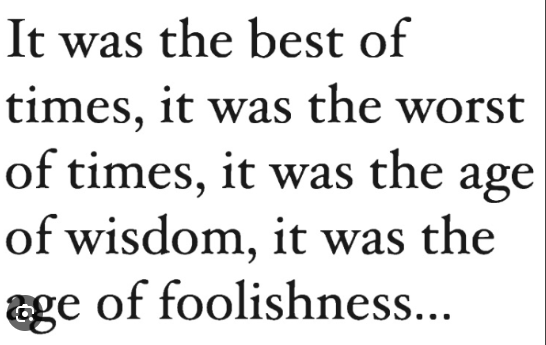 It was the best of
times, it was the worst
of times, it was the age
of wisdom, it was the
age of foolishness...